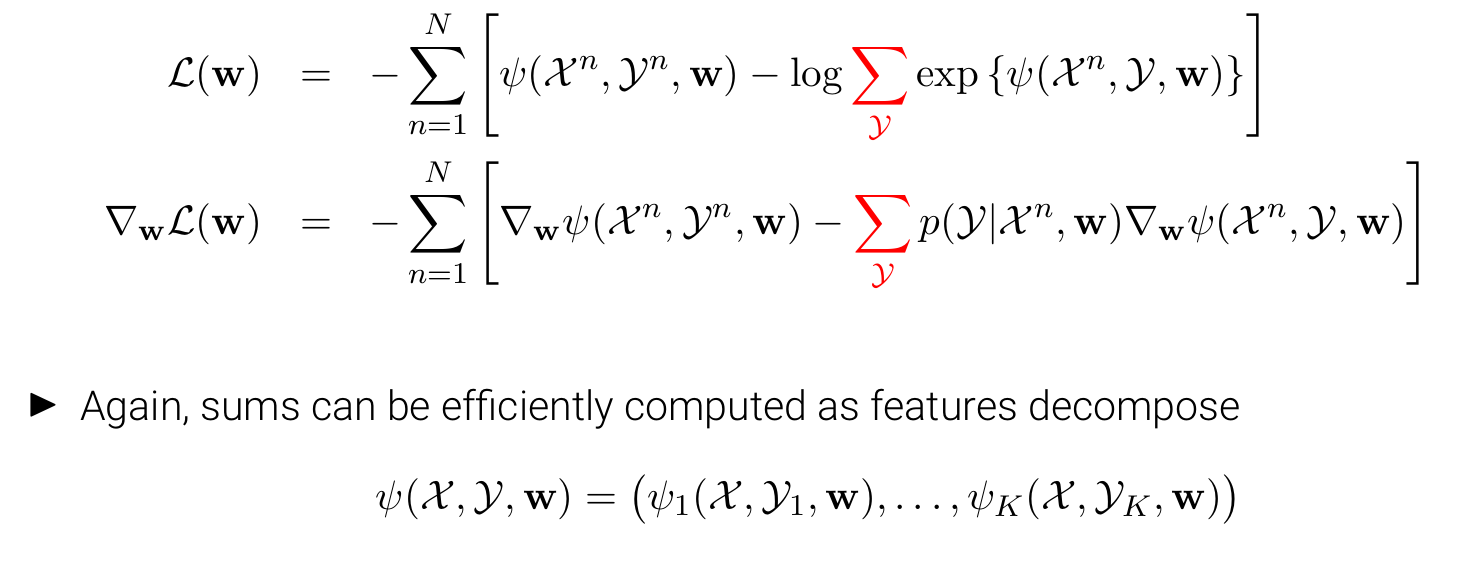 $\mathcal{L}(\mathbf{w}) = -\sum_{n=1}^{N} \left[ \psi(\mathcal{X}^n, \mathcal{Y}^n, \mathbf{w}) - \log \sum_{\mathcal{Y}} \exp \{\psi(\mathcal{X}^n, \mathcal{Y}, \mathbf{w})\} \right]$
$\nabla_{\mathbf{w}} \mathcal{L}(\mathbf{w}) = -\sum_{n=1}^{N} \left[ \nabla_{\mathbf{w}} \psi(\mathcal{X}^n, \mathcal{Y}^n, \mathbf{w}) - \sum_{\mathcal{Y}} p(\mathcal{Y}|\mathcal{X}^n, \mathbf{w}) \nabla_{\mathbf{w}} \psi(\mathcal{X}^n, \mathcal{Y}, \mathbf{w}) \right]$
▶ Again, sums can be efficiently computed as features decompose
$\psi(\mathcal{X}, \mathcal{Y}, \mathbf{w}) = \big(\psi_1(\mathcal{X}, \mathcal{Y}_1, \mathbf{w}), \ldots, \psi_K(\mathcal{X}, \mathcal{Y}_K, \mathbf{w})\big)$